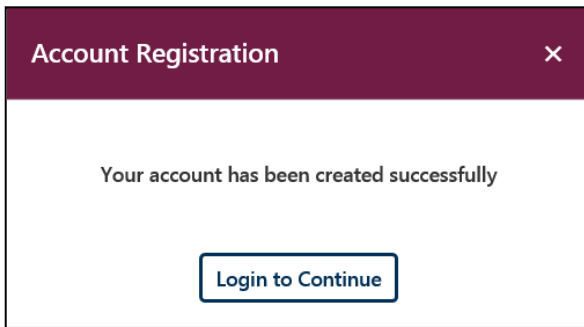 Account Registration ×
Your account has been created successfully
Login to Continue